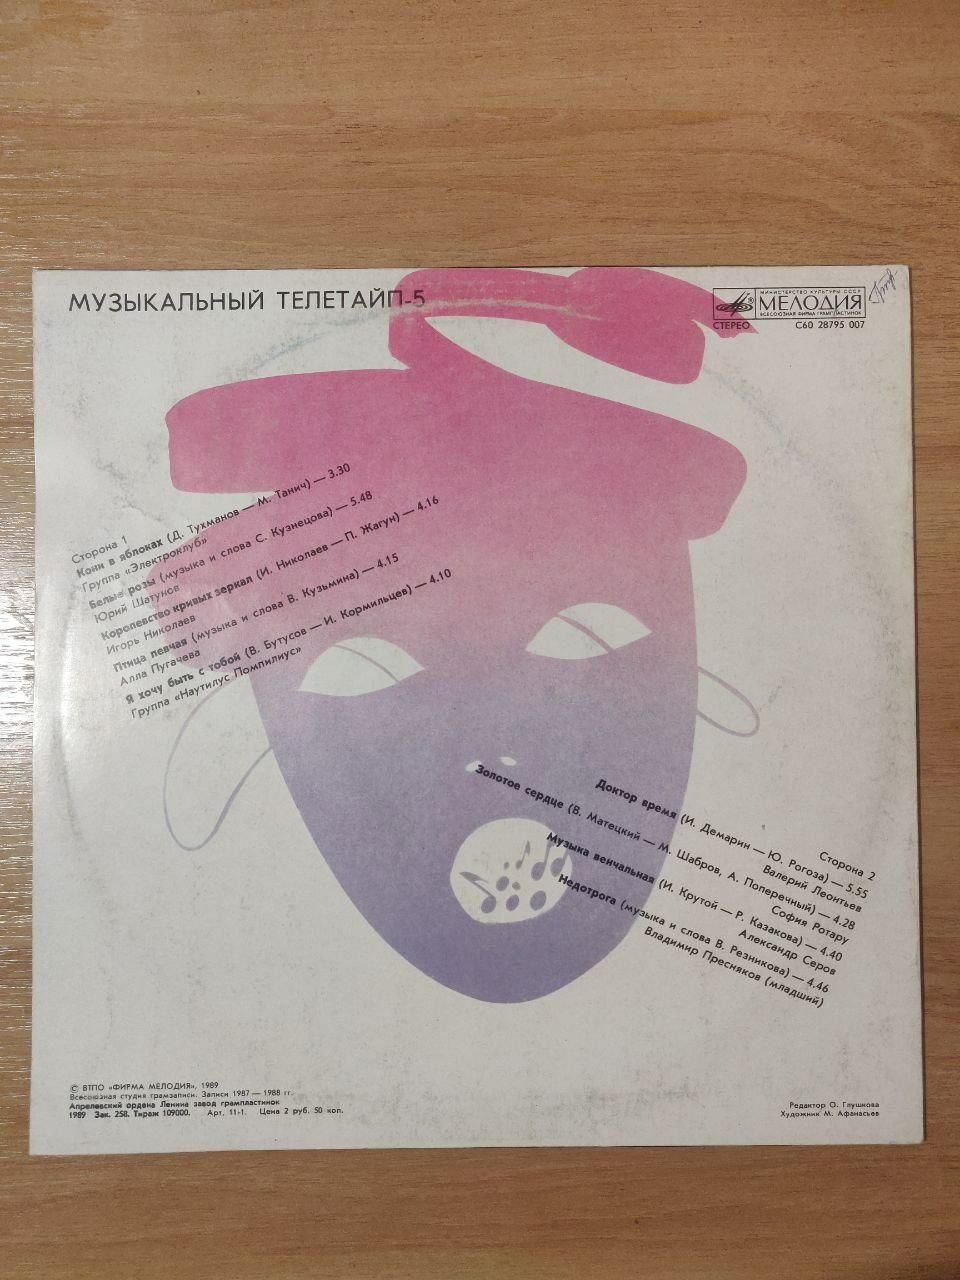 МУЗЫКАЛЬНЫЙ ТЕЛЕТАЙП-5
МИНИСТЕРСТВО КУЛЬТУРЫ СССР
МЕЛОДИЯ
ВСЕСОЮЗНАЯ ФИРМА ГРАМПЛАСТИНОК
СТЕРЕО
С60 28795 007
Сторона 1
Кони в яблоках (Д. Тухманов — М. Танич) — 3.30
Группа «Электроклуб»
Белые розы (музыка и слова С. Кузнецова) — 5.48
Юрий Шатунов
Королевство кривых зеркал (И. Николаев — П. Жагун) — 4.16
Игорь Николаев
Птица певчая (музыка и слова В. Кузьмина) — 4.15
Алла Пугачева
Я хочу быть с тобой (В. Бутусов — И. Кормильцев) — 4.10
Группа «Наутилус Помпилиус»
Сторона 2
Доктор время (И. Демарин — Ю. Рогоза) — 5.55
Валерий Леонтьев
Золотое сердце (В. Матецкий — М. Шабров, А. Поперечный) — 4.28
София Ротару
Музыка венчальная (И. Крутой — Р. Казакова) — 4.40
Александр Серов
Недотрога (музыка и слова В. Резникова) — 4.46
Владимир Пресняков (младший)
© ВТПО «ФИРМА МЕЛОДИЯ», 1989
Всесоюзная студия грамзаписи. Записи 1987 — 1988 гг.
Апрелевский ордена Ленина завод грампластинок
1989 Зак. 258. Тираж 109000. Арт. 11-1. Цена 2 руб. 50 коп.
Редактор О. Глушкова
Художник М. Афанасьев